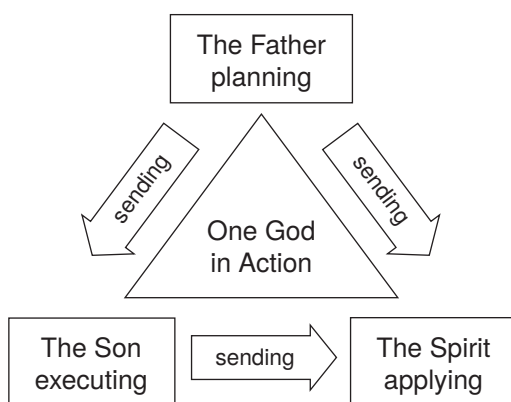 The Father
planning
sending
sending
One God
in Action
The Son
executing
sending
The Spirit
applying